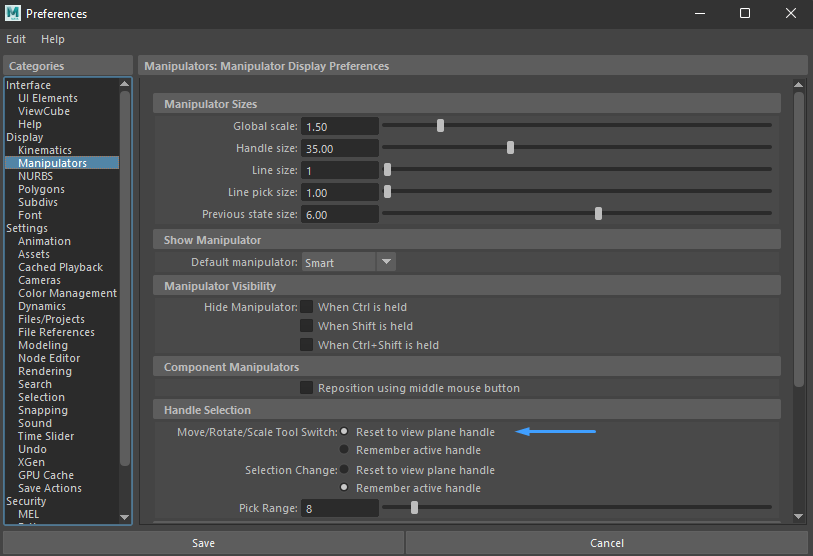 M
Preferences
Edit Help
Categories
Interface
UI Elements
ViewCube
Help
Display
Kinematics
Manipulators
NURBS
Polygons
Subdivs
Font
Settings
Animation
Assets
Cached Playback
Cameras
Color Management
Dynamics
Files/Projects
File References
Modeling
Node Editor
Rendering
Search
Selection
Snapping
Sound
Time Slider
Undo
XGen
GPU Cache
Save Actions
Security
MEL
Manipulators: Manipulator Display Preferences
Manipulator Sizes
Global scale: 1.50
Handle size: 35.00
Line size: 1
Line pick size: 1.00
Previous state size: 6.00
Show Manipulator
Default manipulator: Smart
Manipulator Visibility
Hide Manipulator: When Ctrl is held
When Shift is held
When Ctrl+Shift is held
Component Manipulators
Reposition using middle mouse button
Handle Selection
Move/Rotate/Scale Tool Switch: Reset to view plane handle
Remember active handle
Selection Change: Reset to view plane handle
Remember active handle
Pick Range: 8
Save
Cancel